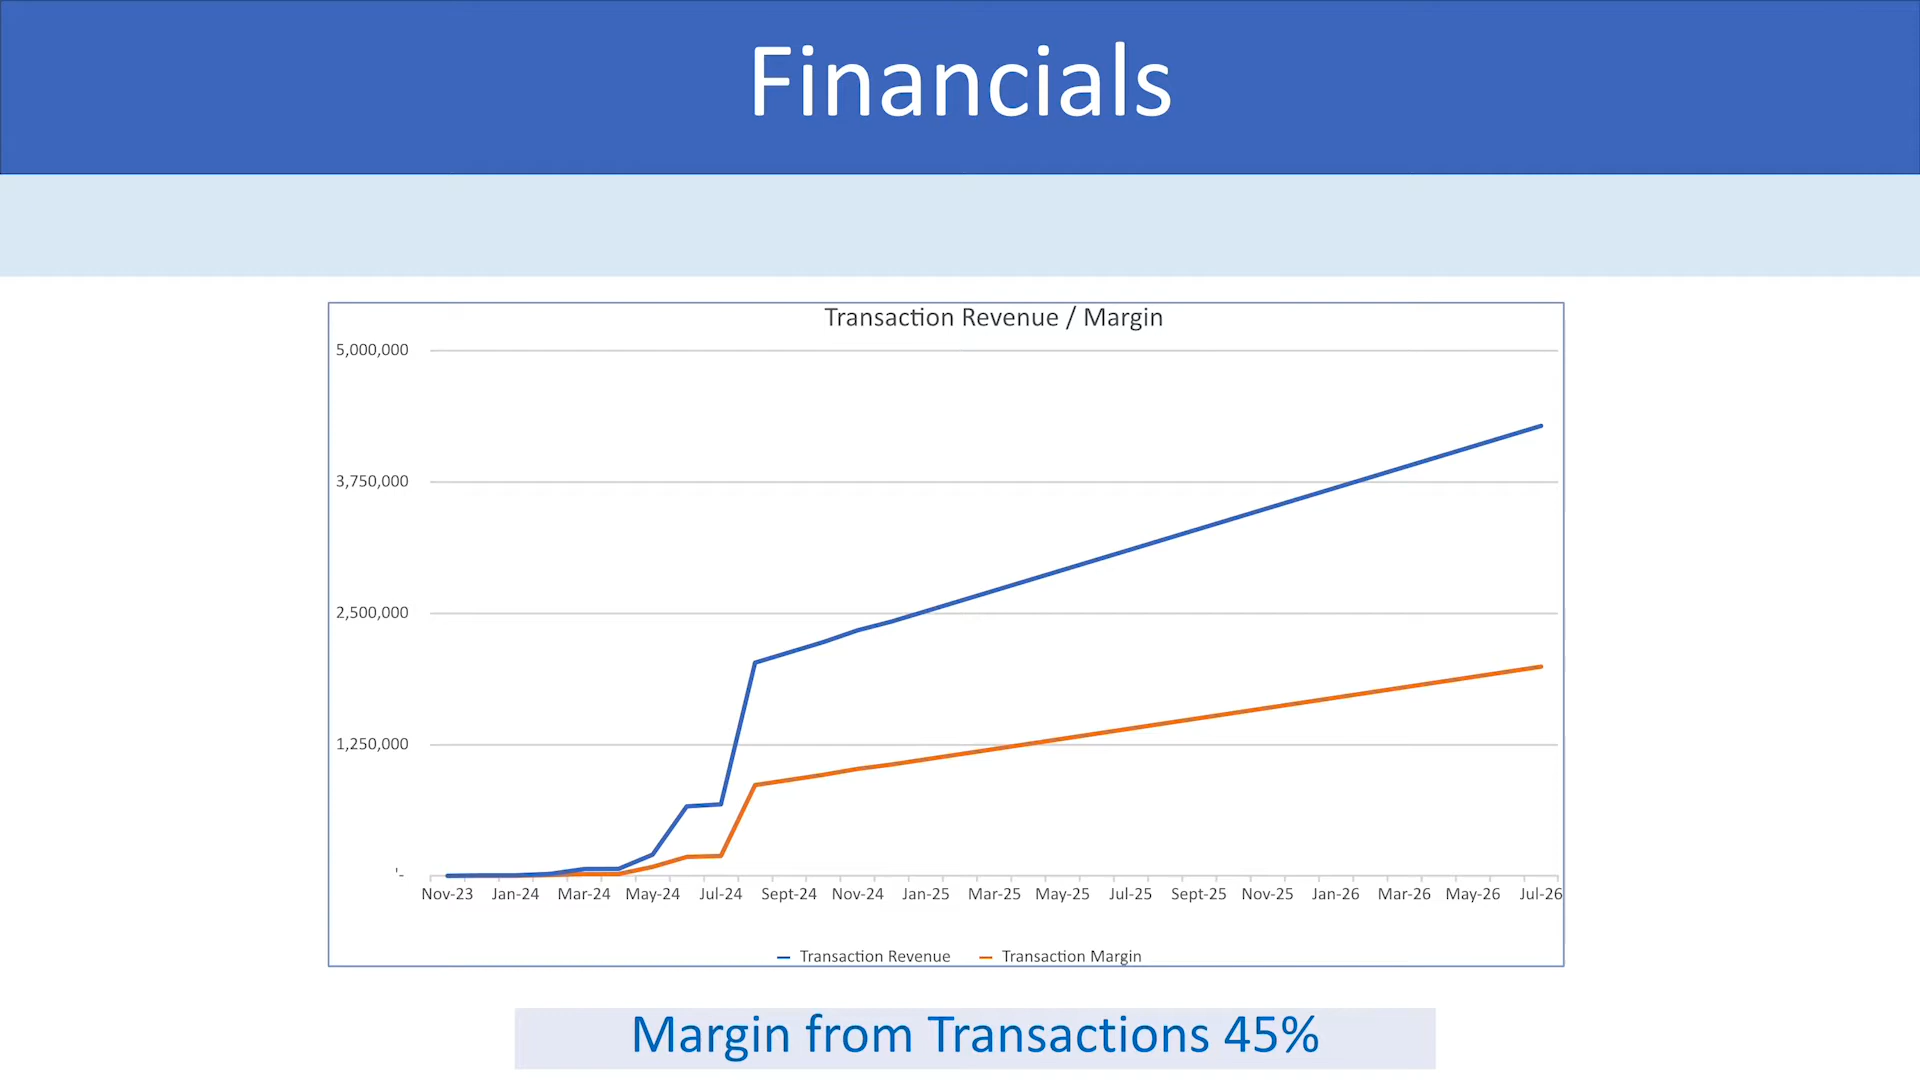 Financials
Transaction Revenue / Margin
5,000,000
3,750,000
2,500,000
1,250,000
'-
Nov-23 Jan-24 Mar-24 May-24 Jul-24 Sept-24 Nov-24 Jan-25 Mar-25 May-25 Jul-25 Sept-25 Nov-25 Jan-26 Mar-26 May-26 Jul-26
Transaction Revenue Transaction Margin
Margin from Transactions 45%